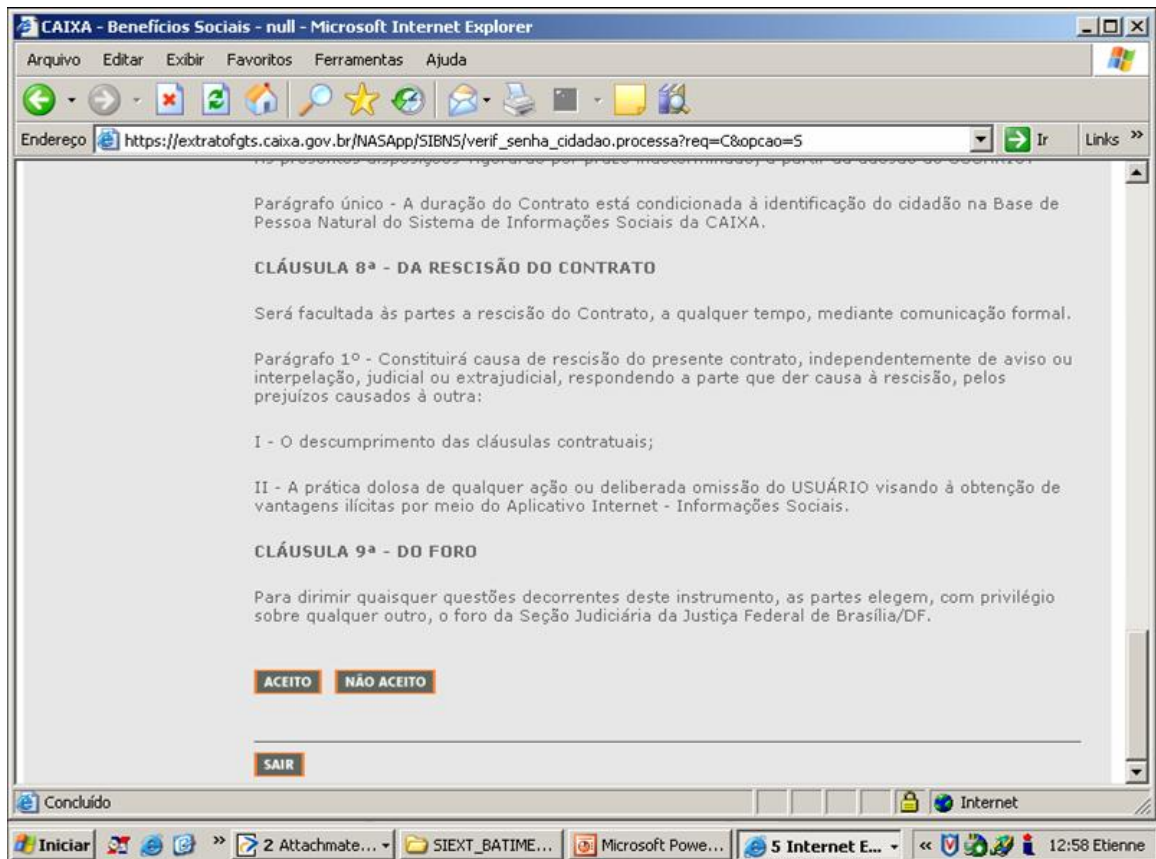 CAIXA - Benefícios Sociais - null - Microsoft Internet Explorer
Arquivo Editar Exibir Favoritos Ferramentas Ajuda
Endereço https://extratofgts.caixa.gov.br/NASApp/SIBNS/verif_senha_cidadao.processa?req=C&opcao=S Ir Links »
Parágrafo único - A duração do Contrato está condicionada à identificação do cidadão na Base de
Pessoa Natural do Sistema de Informações Sociais da CAIXA.
CLÁUSULA 8ª - DA RESCISÃO DO CONTRATO
Será facultada às partes a rescisão do Contrato, a qualquer tempo, mediante comunicação formal.
Parágrafo 1º - Constituirá causa de rescisão do presente contrato, independentemente de aviso ou
interpelação, judicial ou extrajudicial, respondendo a parte que der causa à rescisão, pelos
prejuízos causados à outra:
I - O descumprimento das cláusulas contratuais;
II - A prática dolosa de qualquer ação ou deliberada omissão do USUÁRIO visando à obtenção de
vantagens ilícitas por meio do Aplicativo Internet - Informações Sociais.
CLÁUSULA 9ª - DO FORO
Para dirimir quaisquer questões decorrentes deste instrumento, as partes elegem, com privilégio
sobre qualquer outro, o foro da Seção Judiciária da Justiça Federal de Brasília/DF.
ACEITO NÃO ACEITO
SAIR
Concluído Internet
Iniciar » 2 Attachmate... SIEXT_BATIME... Microsoft Powe... 5 Internet E... « 12:58 Etienne